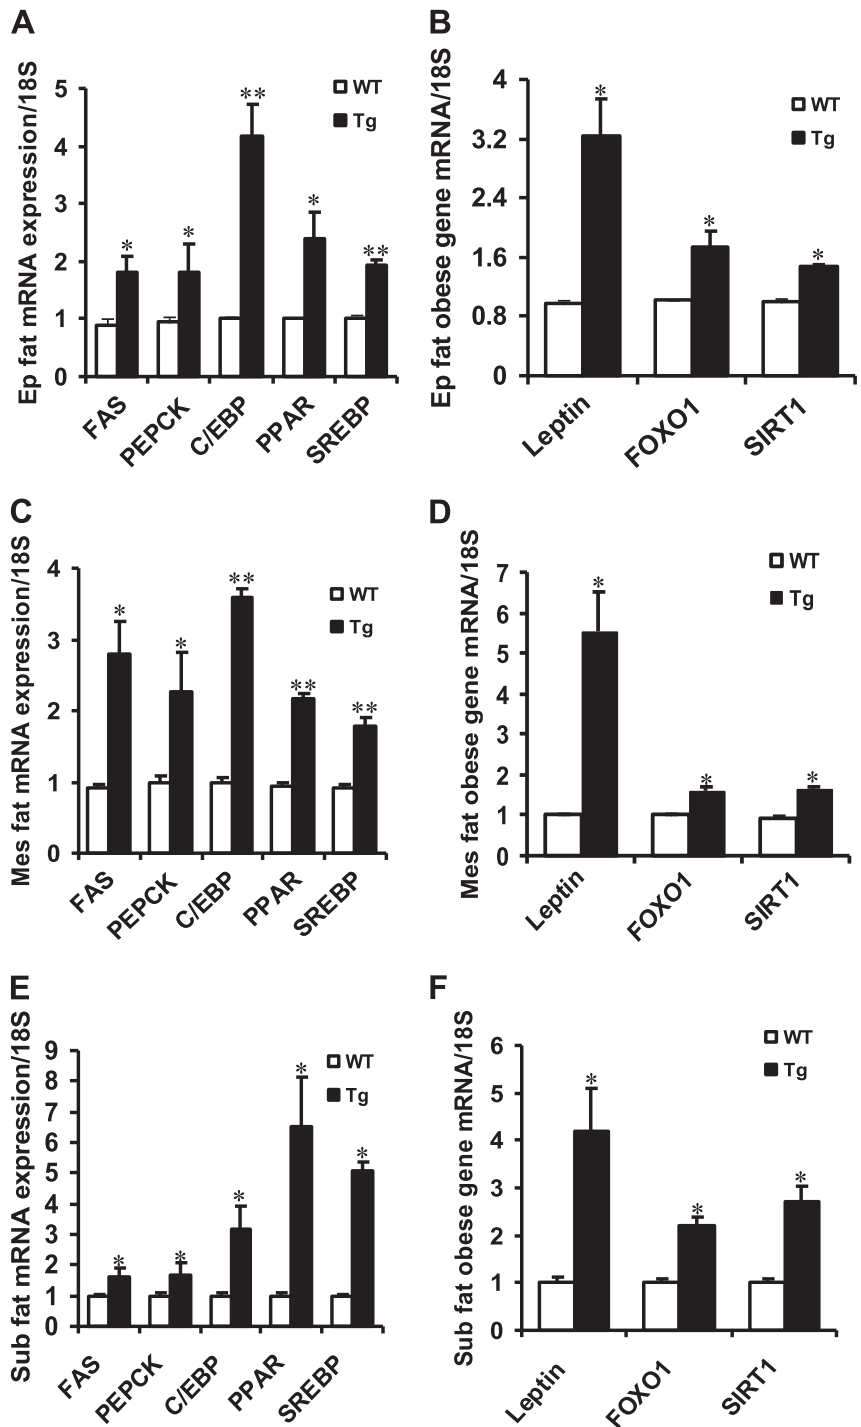 A
Ep fat mRNA expression/18S
5
4
3
2
1
0
WT
Tg
*
*
**
*
**
FAS
PEPCK
C/EBP
PPAR
SREBP
B
Ep fat obese gene mRNA/18S
4
3.2
2.4
1.6
0.8
0
WT
Tg
*
*
*
Leptin
FOXO1
SIRT1
C
Mes fat mRNA expression/18S
4
3
2
1
0
WT
Tg
*
*
**
**
**
FAS
PEPCK
C/EBP
PPAR
SREBP
D
Mes fat obese gene mRNA/18S
7
6
5
4
3
2
1
0
WT
Tg
*
*
*
Leptin
FOXO1
SIRT1
E
Sub fat mRNA expression/18S
9
8
7
6
5
4
3
2
1
0
WT
Tg
*
*
*
*
*
FAS
PEPCK
C/EBP
PPAR
SREBP
F
Sub fat obese gene mRNA/18S
6
5
4
3
2
1
0
WT
Tg
*
*
*
Leptin
FOXO1
SIRT1